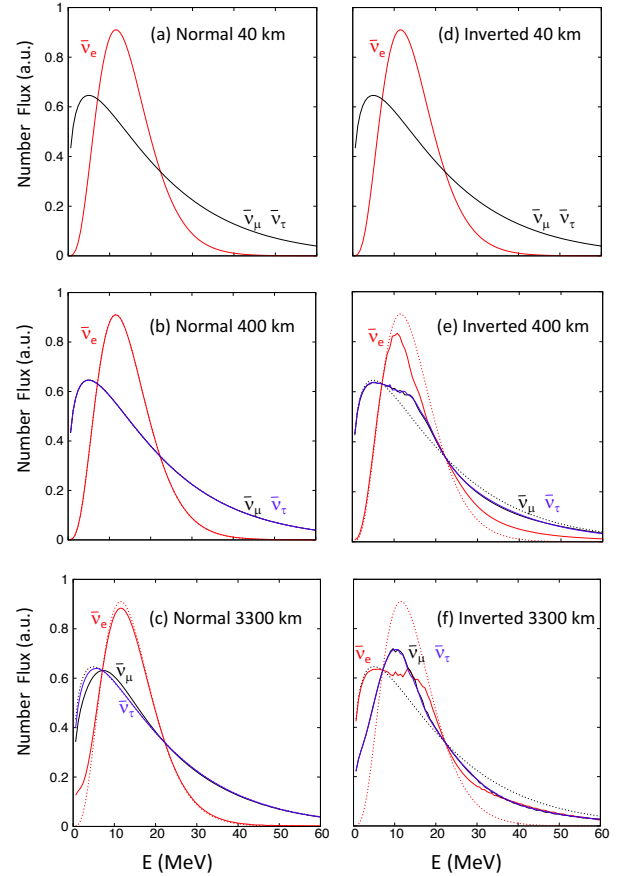 (a) Normal 40 km
ν̄e
ν̄μ ν̄τ
Number Flux (a.u.)
1
0.8
0.6
0.4
0.2
0
(d) Inverted 40 km
ν̄e
ν̄μ ν̄τ
(b) Normal 400 km
ν̄e
ν̄μ ν̄τ
Number Flux (a.u.)
1
0.8
0.6
0.4
0.2
0
(e) Inverted 400 km
ν̄e
ν̄μ ν̄τ
(c) Normal 3300 km
ν̄e
ν̄μ
ν̄τ
Number Flux (a.u.)
1
0.8
0.6
0.4
0.2
0
0 10 20 30 40 50 60
E (MeV)
(f) Inverted 3300 km
ν̄e
ν̄μ ν̄τ
0 10 20 30 40 50 60
E (MeV)